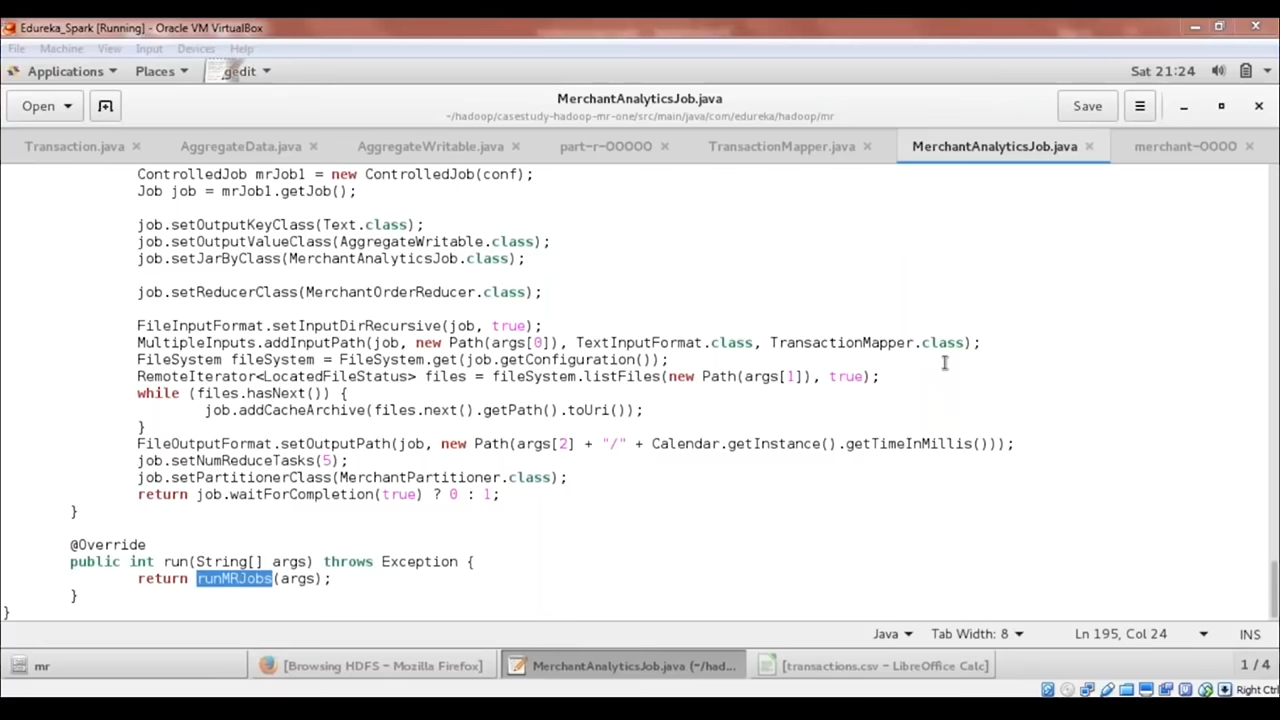 Edureka_Spark [Running] - Oracle VM VirtualBox
File Machine View Input Devices Help
Applications Places gedit Sat 21:24
Open MerchantAnalyticsJob.java Save
~/hadoop/casestudy-hadoop-mr-one/src/main/java/com/edureka/hadoop/mr
Transaction.java AggregateData.java AggregateWritable.java part-r-00000 TransactionMapper.java MerchantAnalyticsJob.java merchant-0000
ControlledJob mrJob1 = new ControlledJob(conf);
Job job = mrJob1.getJob();
job.setOutputKeyClass(Text.class);
job.setOutputValueClass(AggregateWritable.class);
job.setJarByClass(MerchantAnalyticsJob.class);
job.setReducerClass(MerchantOrderReducer.class);
FileInputFormat.setInputDirRecursive(job, true);
MultipleInputs.addInputPath(job, new Path(args[0]), TextInputFormat.class, TransactionMapper.class);
FileSystem fileSystem = FileSystem.get(job.getConfiguration());
RemoteIterator<LocatedFileStatus> files = fileSystem.listFiles(new Path(args[1]), true);
while (files.hasNext()) {
job.addCacheArchive(files.next().getPath().toUri());
}
FileOutputFormat.setOutputPath(job, new Path(args[2] + "/" + Calendar.getInstance().getTimeInMillis()));
job.setNumReduceTasks(5);
job.setPartitionerClass(MerchantPartitioner.class);
return job.waitForCompletion(true) ? 0 : 1;
}
@Override
public int run(String[] args) throws Exception {
return runMRJobs(args);
}
}
Java Tab Width: 8 Ln 195, Col 24 INS
mr [Browsing HDFS - Mozilla Firefox] MerchantAnalyticsJob.java (~/had... [transactions.csv - LibreOffice Calc] 1 / 4
Right Ctrl